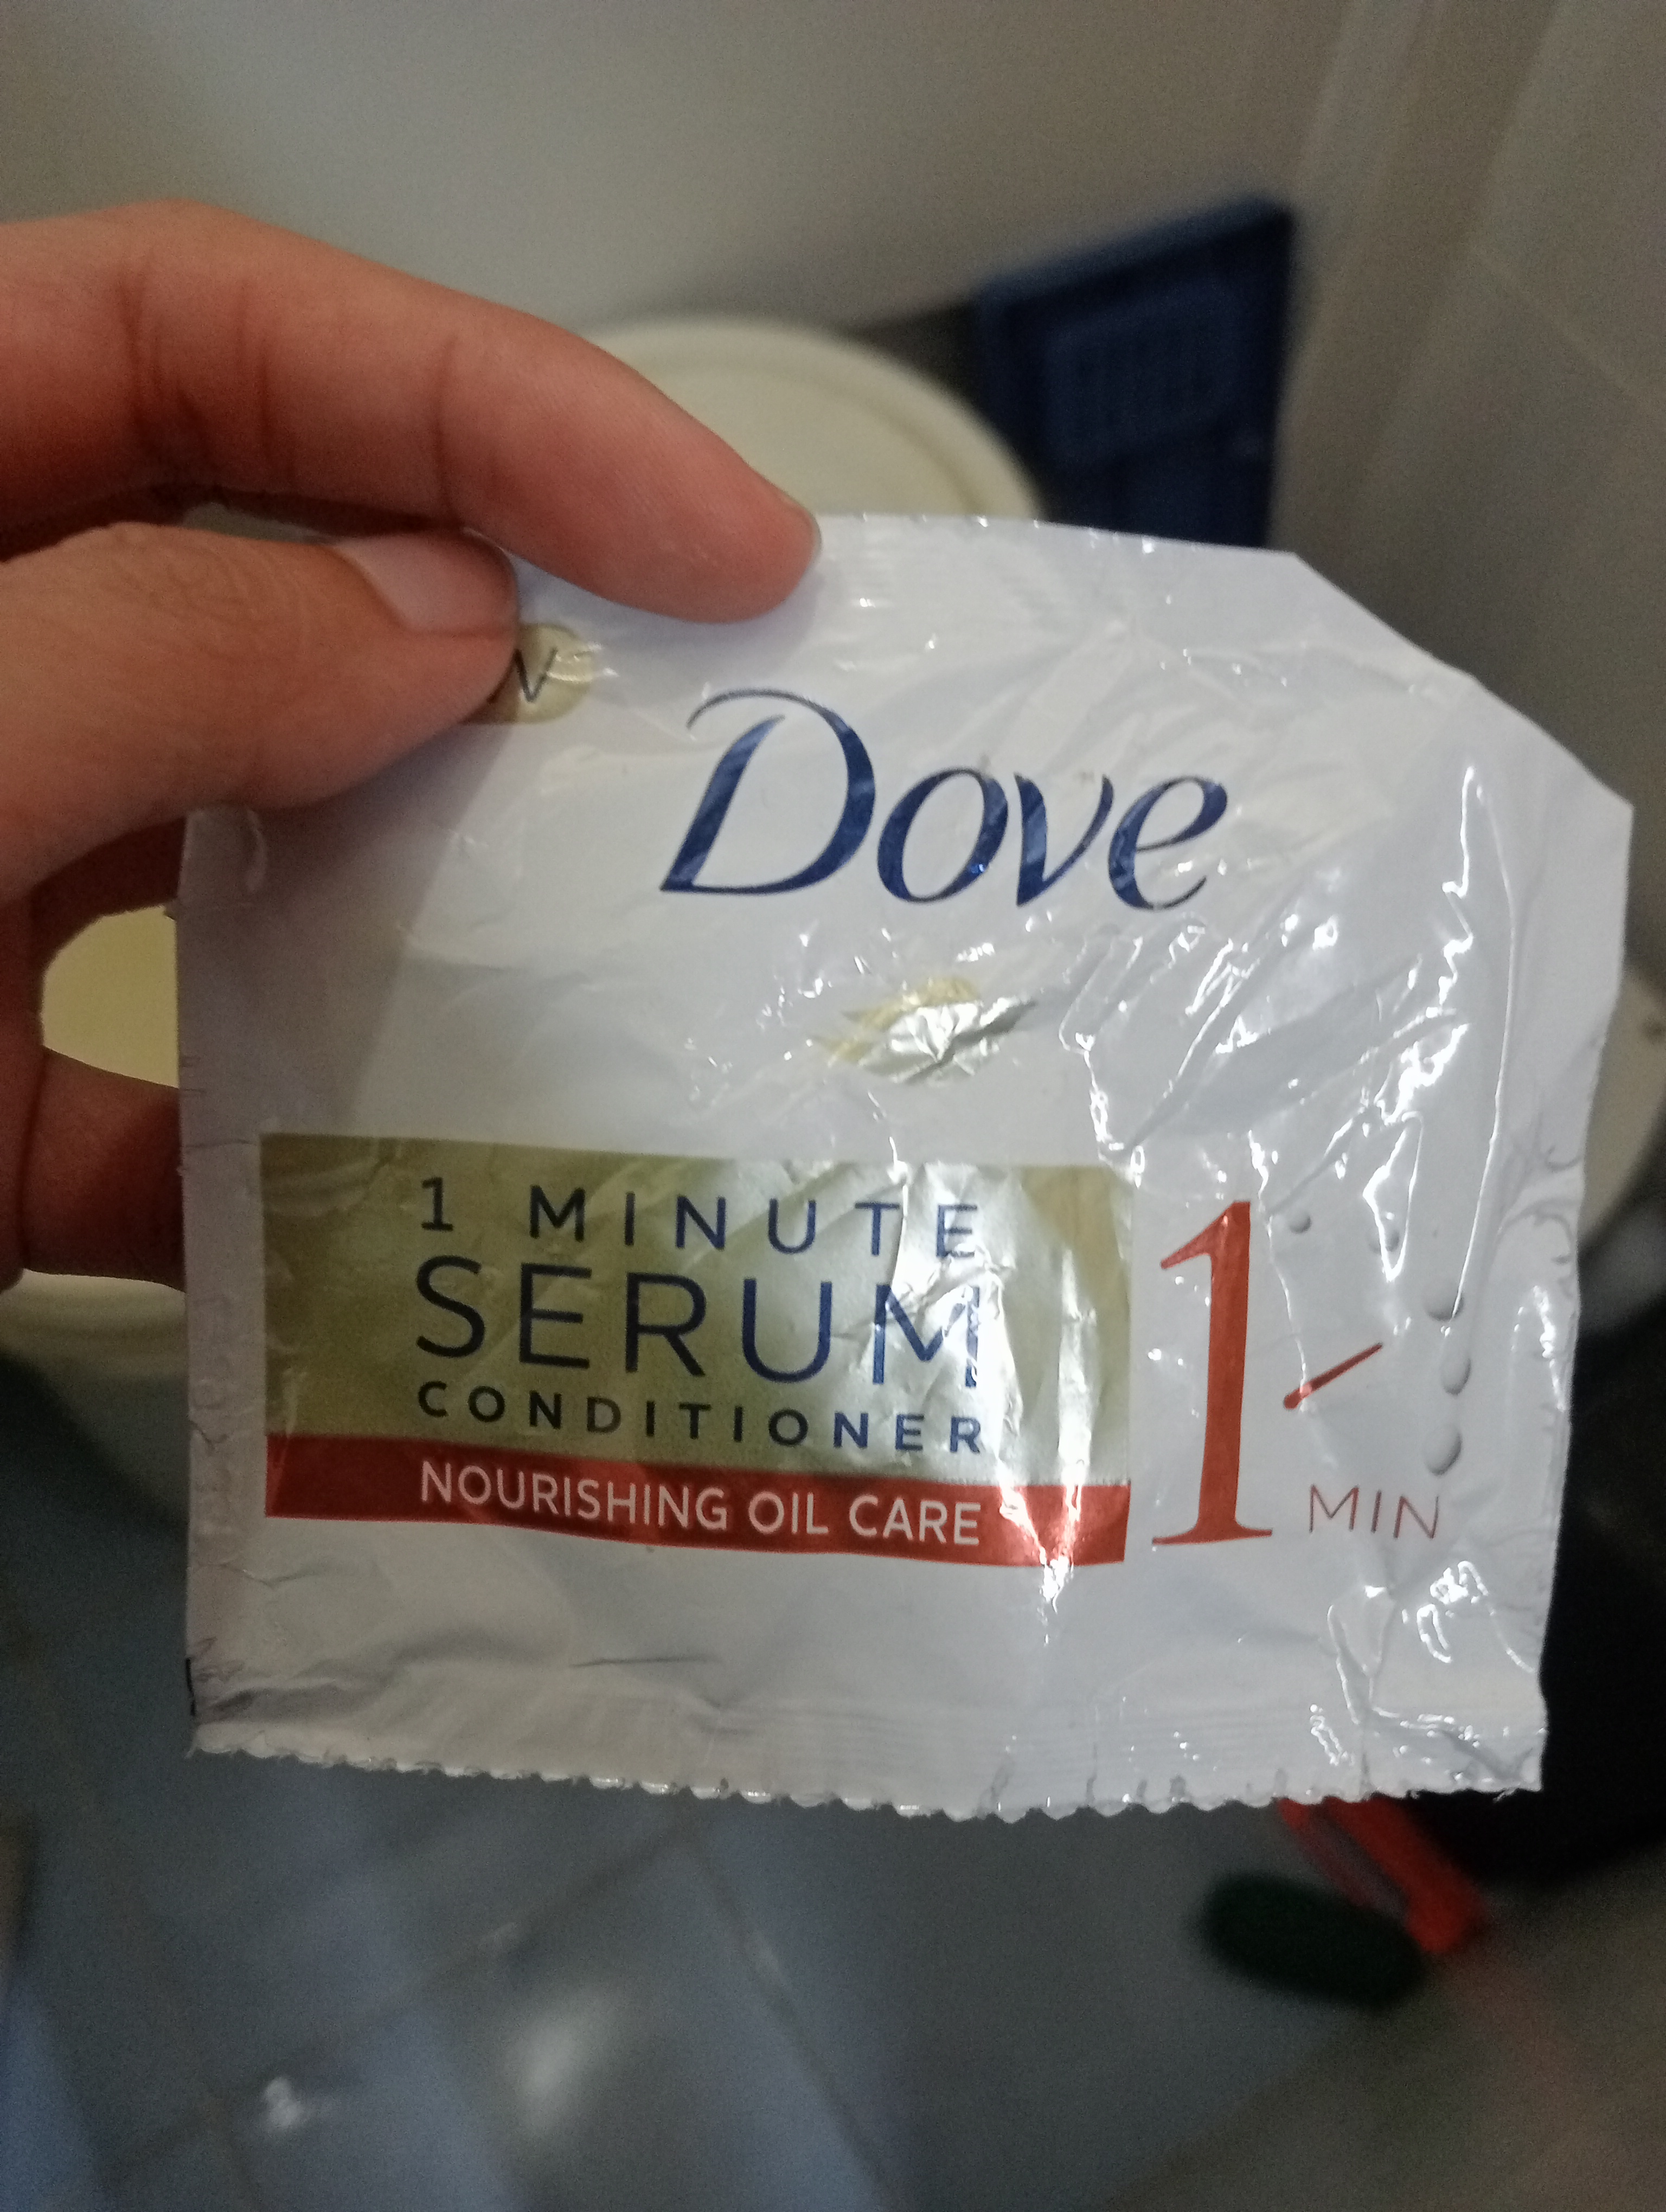 Dove
1 MINUTE
SERUM
CONDITIONER
NOURISHING OIL CARE
1
MIN